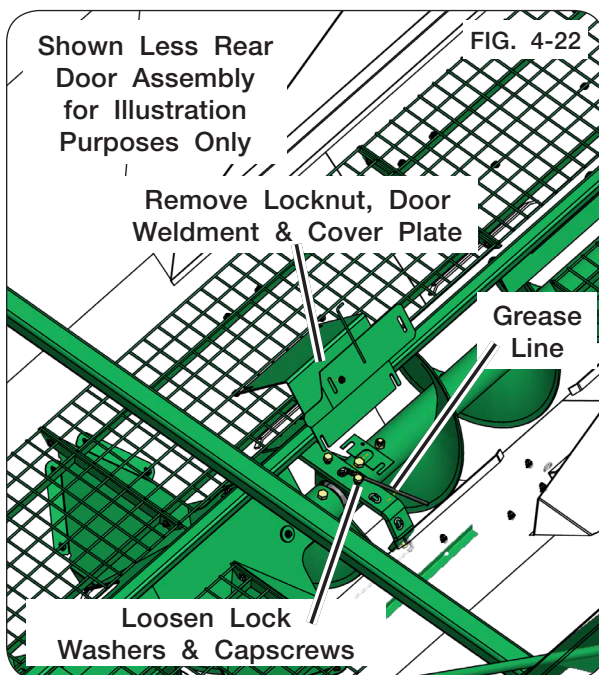 Shown Less Rear
Door Assembly
for Illustration
Purposes Only
FIG. 4-22
Remove Locknut, Door
Weldment & Cover Plate
Grease
Line
Loosen Lock
Washers & Capscrews